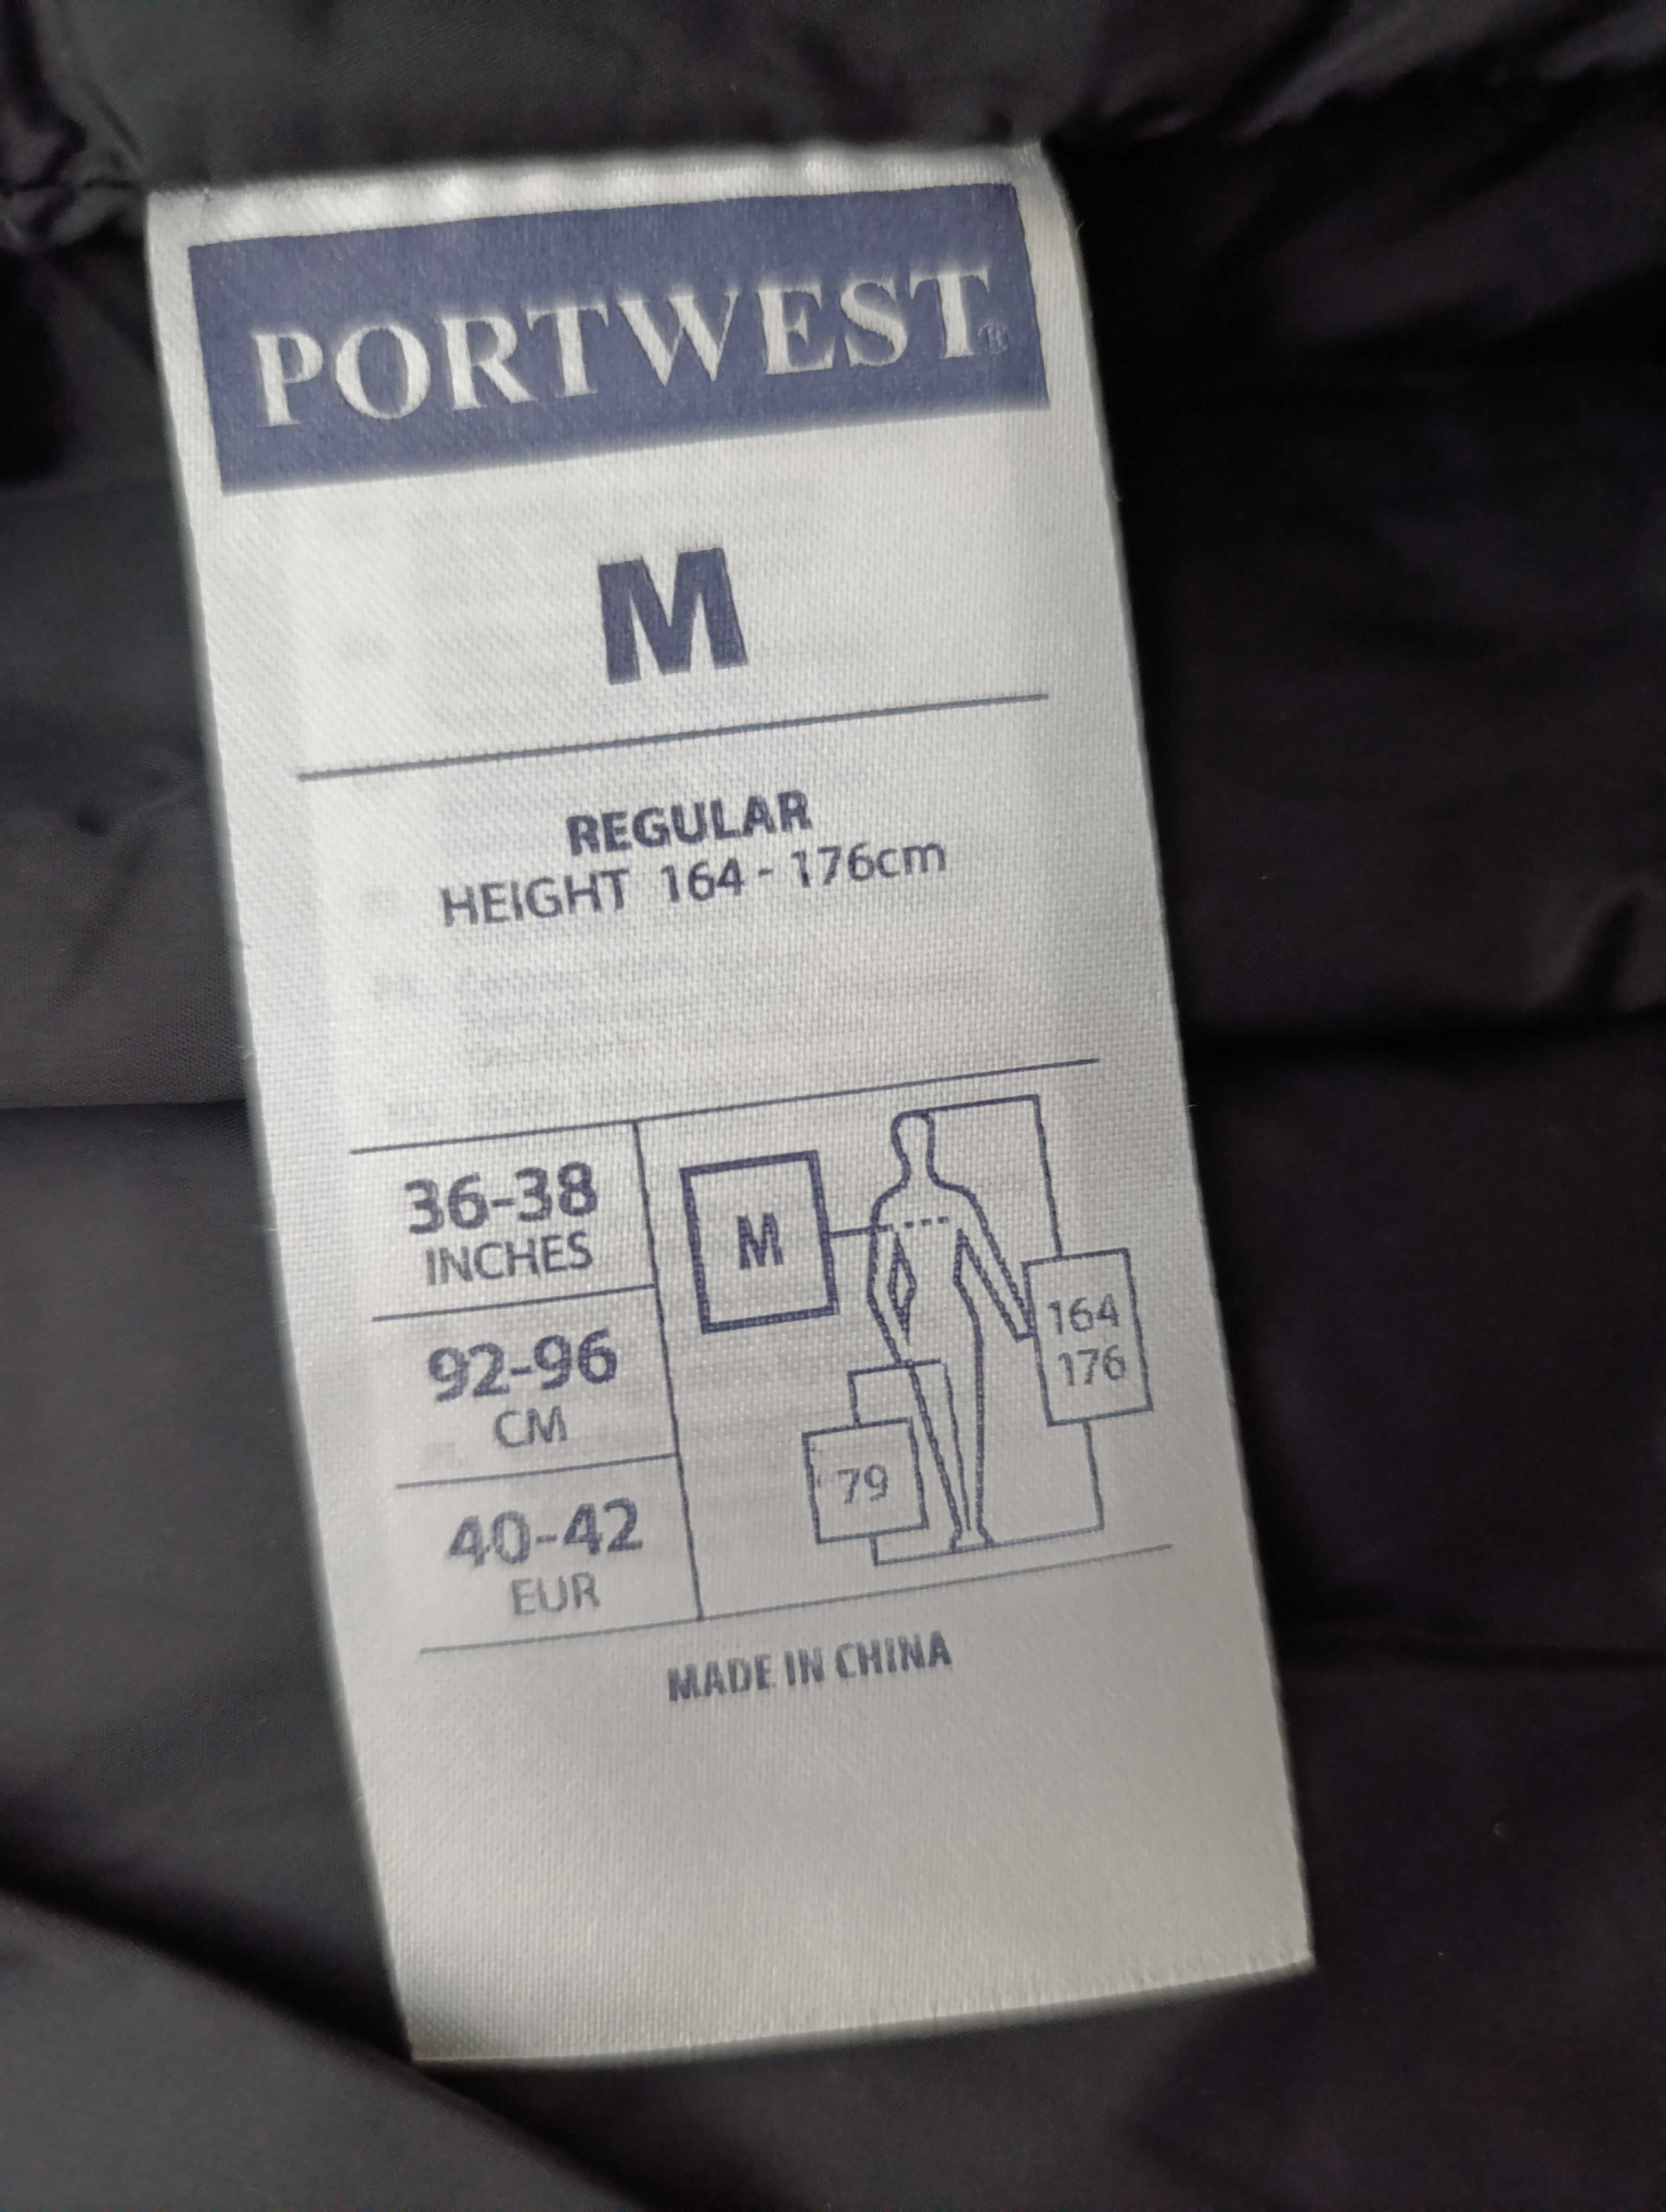 PORTWEST®
M
REGULAR
HEIGHT 164 - 176cm
36-38
INCHES
92-96
CM
40-42
EUR
M
164
176
79
MADE IN CHINA